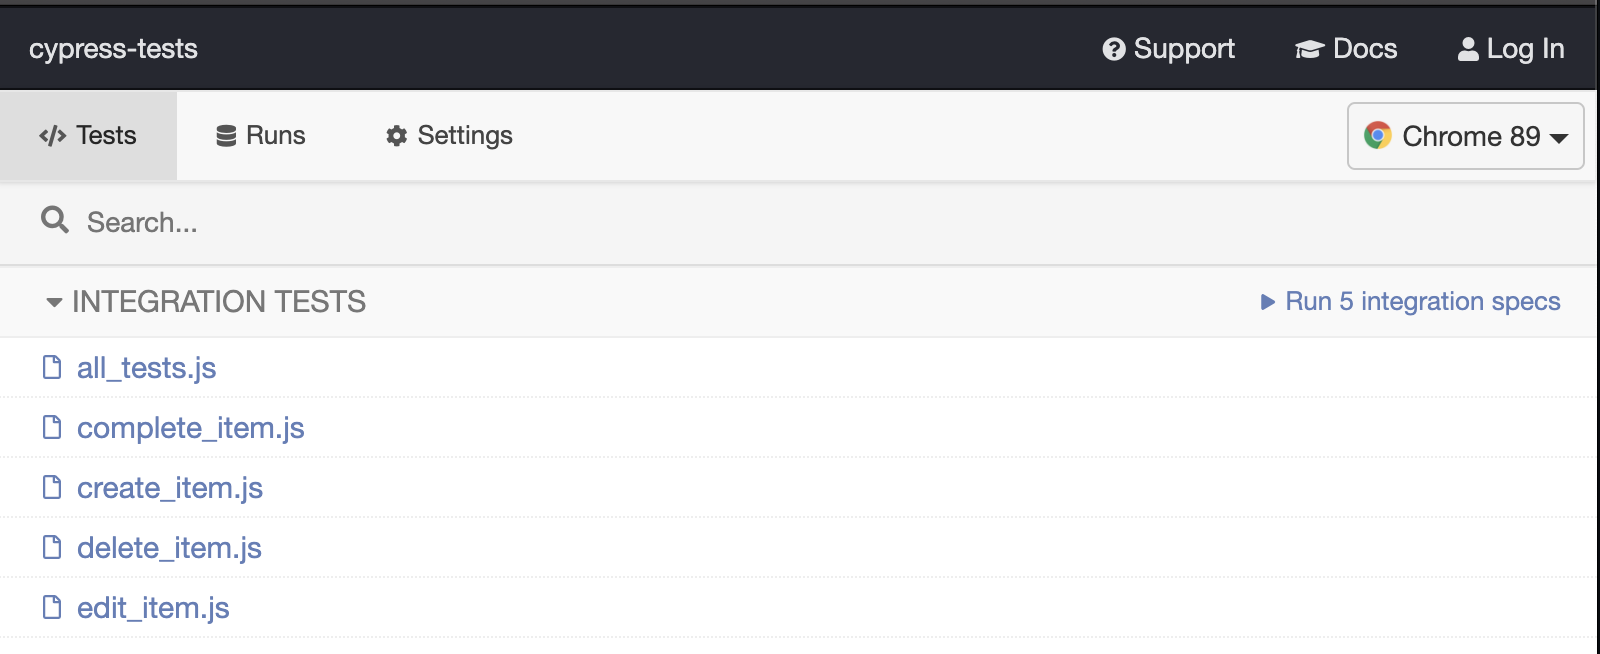 cypress-tests Support Docs Log In
Tests Runs Settings Chrome 89
Search...
INTEGRATION TESTS Run 5 integration specs
all_tests.js
complete_item.js
create_item.js
delete_item.js
edit_item.js